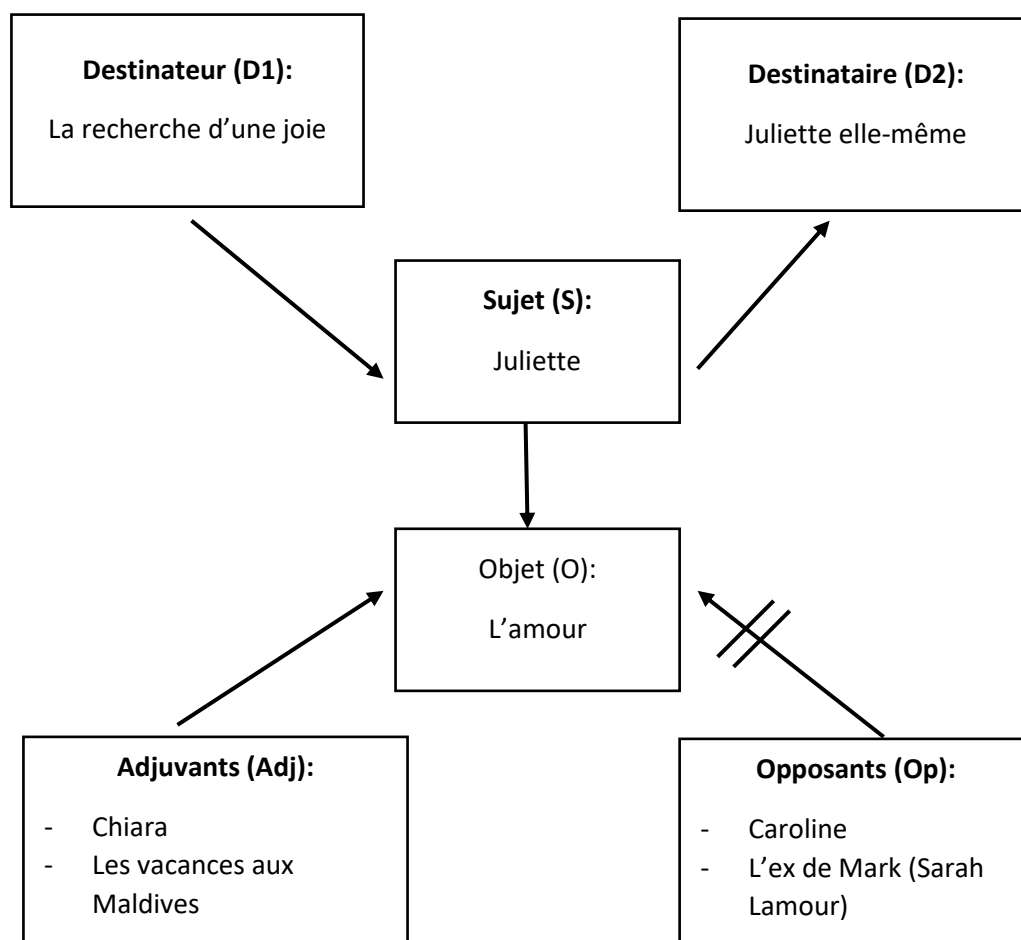 Destinateur (D1):
La recherche d’une joie
Destinataire (D2):
Juliette elle-même
Sujet (S):
Juliette
Objet (O):
L’amour
Adjuvants (Adj):
- Chiara
- Les vacances aux
Maldives
Opposants (Op):
- Caroline
- L’ex de Mark (Sarah
Lamour)